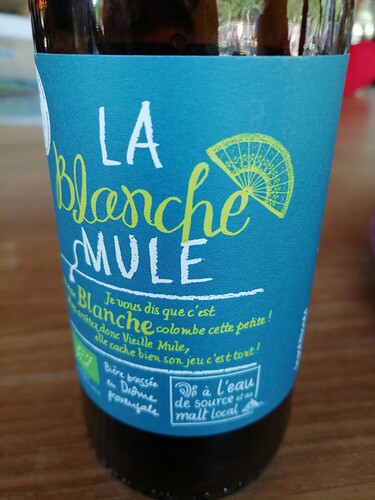 LA
Blanche
MULE
Je vous dis que c'est
Blanche colombe cette petite !
donc Vieille Mule,
elle cache bien son jeu c'est tout !
Bière brassée
en Drôme
provençale
à l'eau
de source et au
malt local